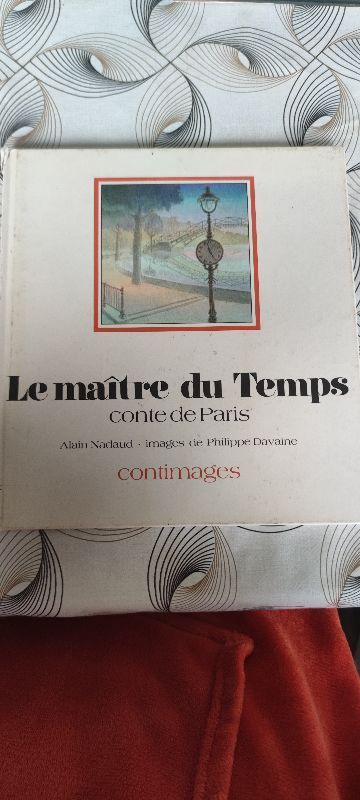 Le maître du Temps
conte de Paris
Alain Nadaud · images de Philippe Davaine
contimages